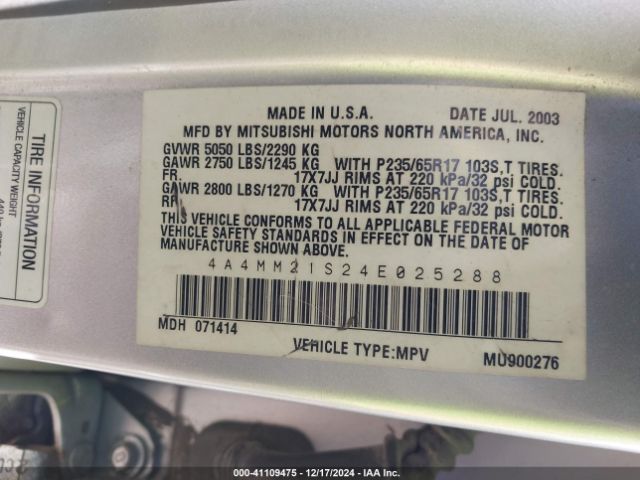 MADE IN U.S.A. DATE JUL. 2003
MFD BY MITSUBISHI MOTORS NORTH AMERICA, INC.
GVWR 5050 LBS/2290 KG
GAWR 2750 LBS/1245 KG WITH P235/65R17 103S,T TIRES.
FR. 17X7JJ RIMS AT 220 kPa/32 psi COLD.
GAWR 2800 LBS/1270 KG WITH P235/65R17 103S,T TIRES.
RR 17X7JJ RIMS AT 220 kPa/32 psi COLD.
THIS VEHICLE CONFORMS TO ALL APPLICABLE FEDERAL MOTOR
VEHICLE SAFETY STANDARDS IN EFFECT ON THE DATE OF
MANUFACTURE SHOWN ABOVE.
4A4MM21S24E025288
MDH 071414
VEHICLE TYPE:MPV MU900276
TIRE INFORMATION
VEHICLE CAPACITY WEIGHT
000-41109475 - 12/17/2024 - IAA Inc.